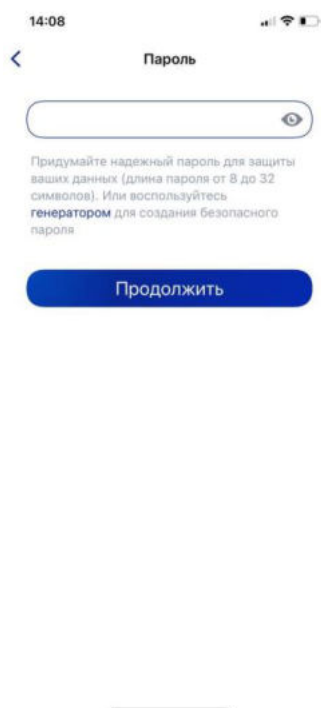 14:08
Пароль
Придумайте надежный пароль для защиты
ваших данных (длина пароля от 8 до 32
символов). Или воспользуйтесь
генератором для создания безопасного
пароля
Продолжить